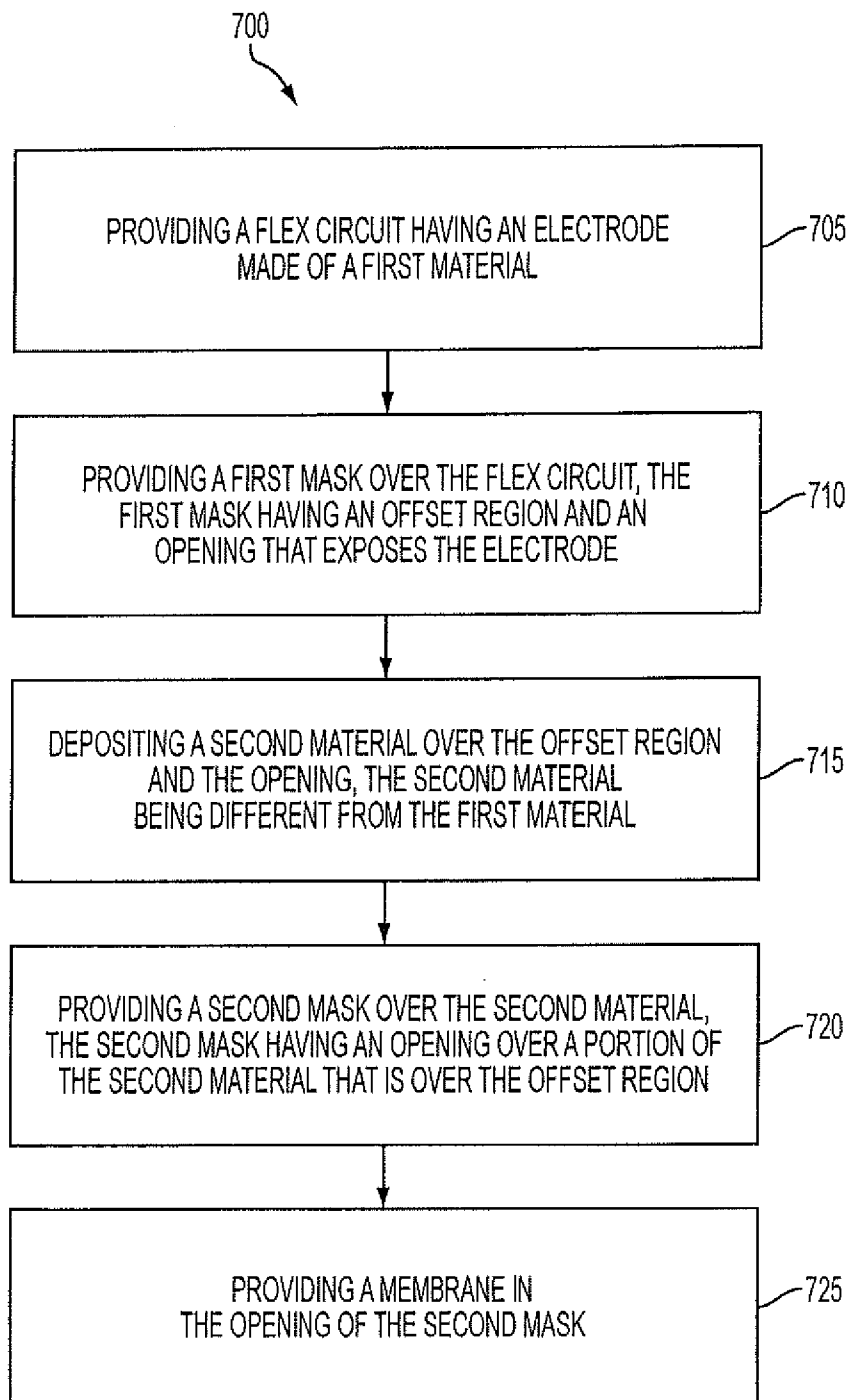 700
PROVIDING A FLEX CIRCUIT HAVING AN ELECTRODE
MADE OF A FIRST MATERIAL
705
PROVIDING A FIRST MASK OVER THE FLEX CIRCUIT, THE
FIRST MASK HAVING AN OFFSET REGION AND AN
OPENING THAT EXPOSES THE ELECTRODE
710
DEPOSITING A SECOND MATERIAL OVER THE OFFSET REGION
AND THE OPENING, THE SECOND MATERIAL
BEING DIFFERENT FROM THE FIRST MATERIAL
715
PROVIDING A SECOND MASK OVER THE SECOND MATERIAL,
THE SECOND MASK HAVING AN OPENING OVER A PORTION OF
THE SECOND MATERIAL THAT IS OVER THE OFFSET REGION
720
PROVIDING A MEMBRANE IN
THE OPENING OF THE SECOND MASK
725